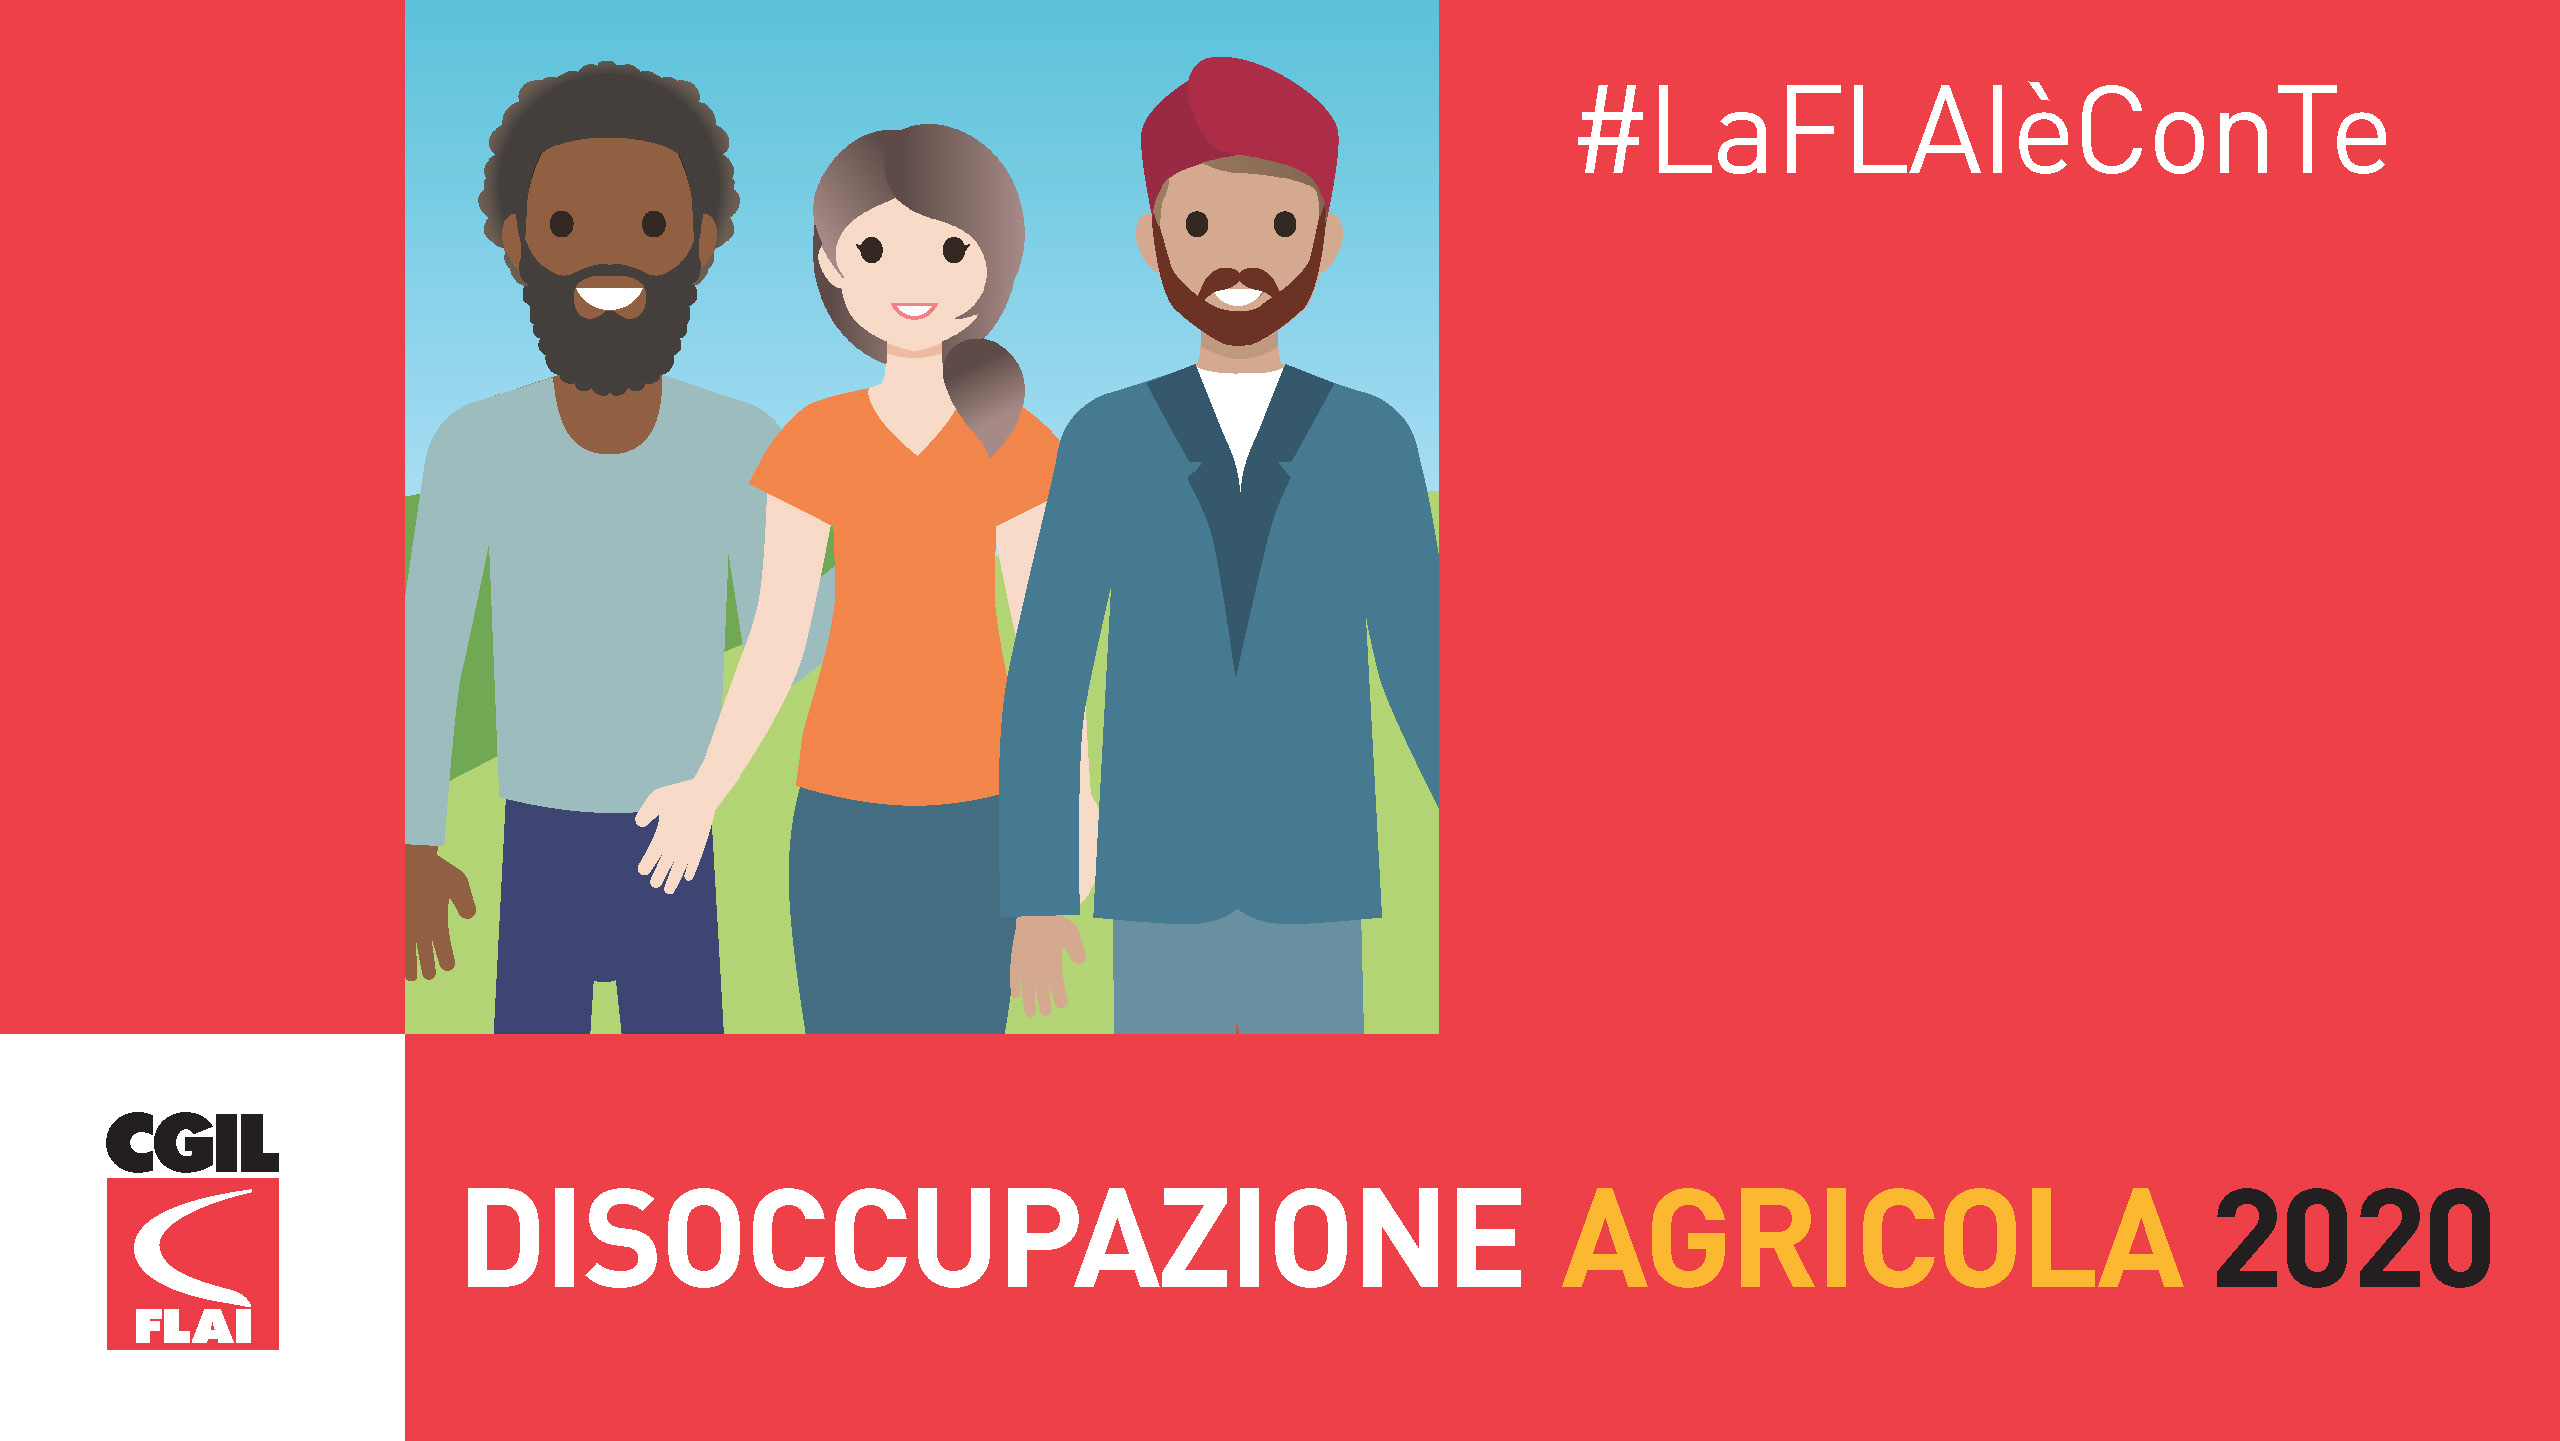 #LaFLAIèConTe
CGIL
FLAI
DISOCCUPAZIONE AGRICOLA 2020